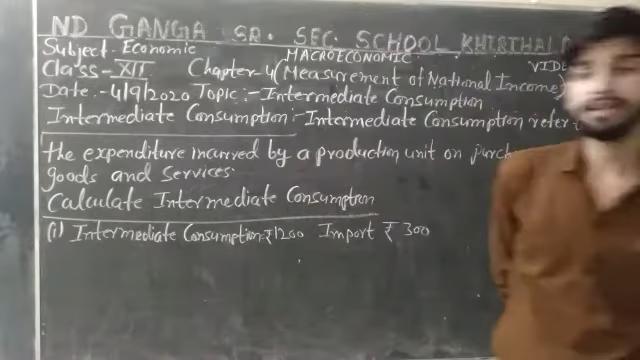 ND GANGA SR. SEC. SCHOOL
Subject:- Economic MACROECONOMIC
Class-XII Chapter-4 (Measurement of National Income)
Date:-4/9/2020 Topic:-Intermediate Consumption
Intermediate Consumption:-Intermediate Consumption refer
the expenditure incurred by a production unit on
goods and services.
Calculate Intermediate Consumption
(1) Intermediate Consumption:₹1200 Import ₹300